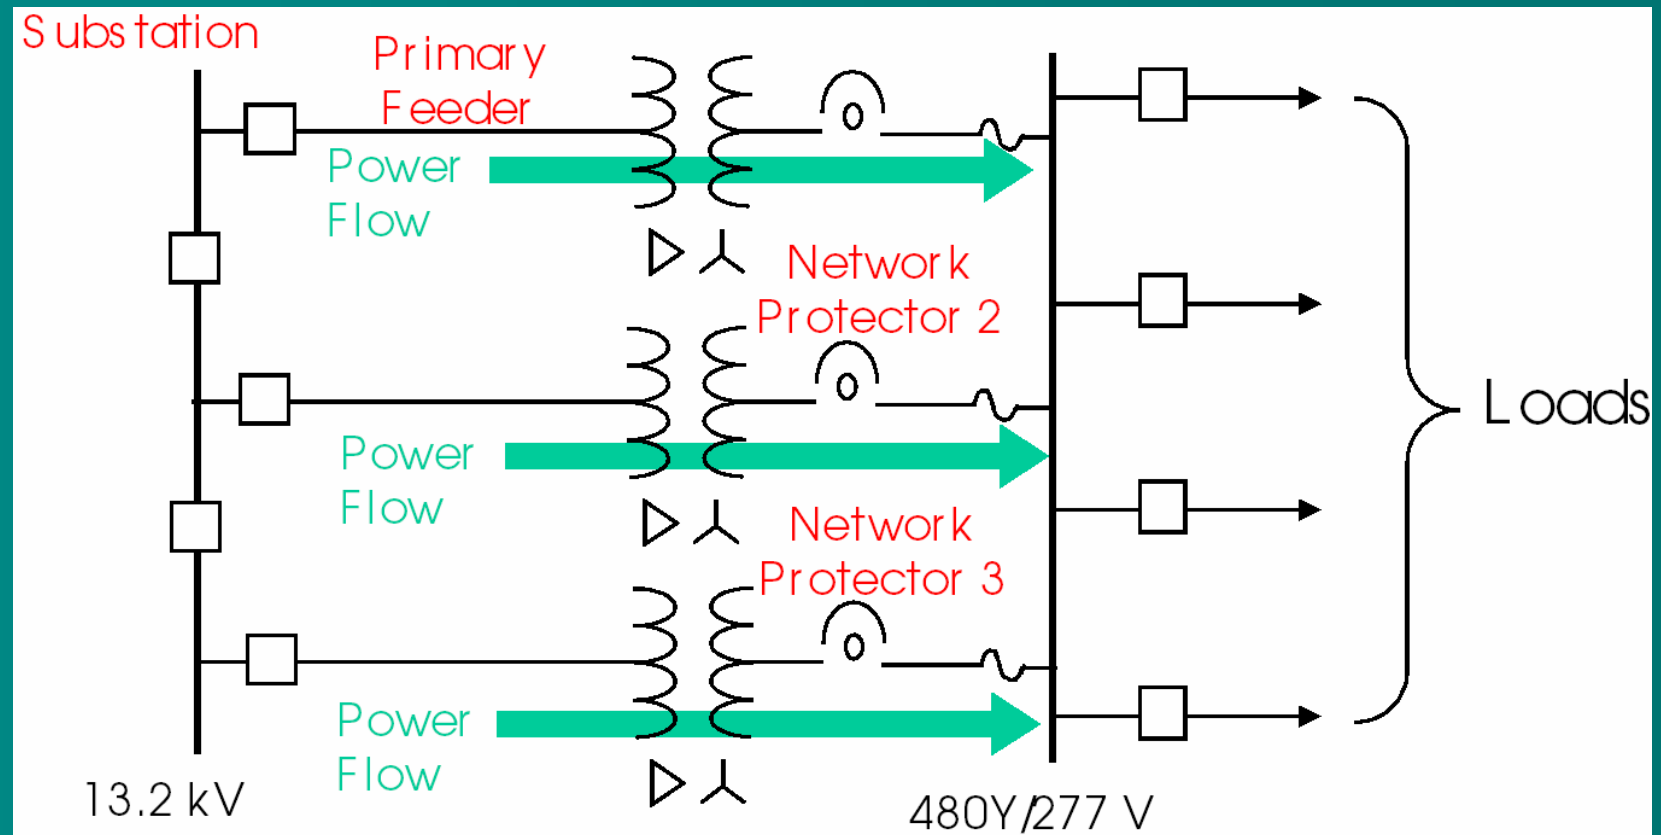 Substation
Primary
Feeder
Power
Flow
Network
Protector 2
Loads
Power
Flow
Network
Protector 3
Power
Flow
13.2 kV
480Y/277 V